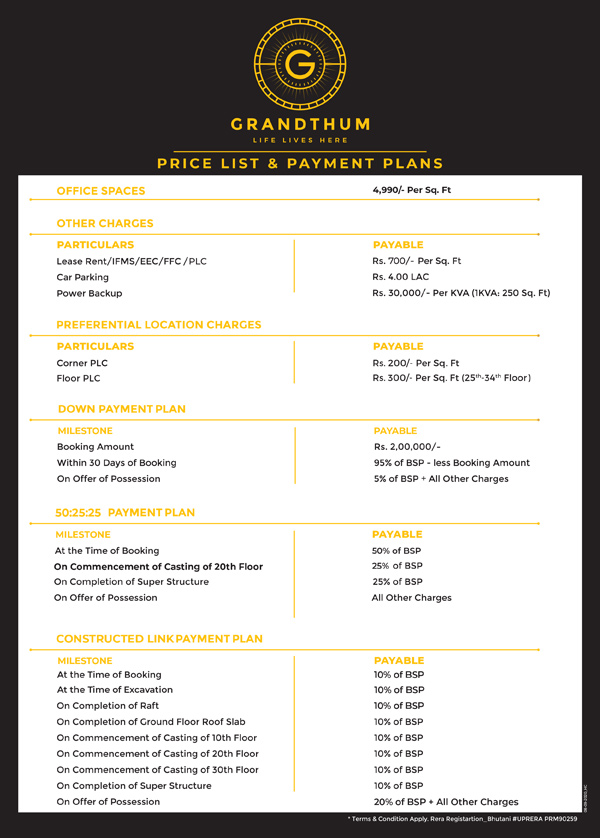 G
GRANDTHUM
LIFE LIVES HERE
PRICE LIST & PAYMENT PLANS
OFFICE SPACES 4,990/- Per Sq. Ft
OTHER CHARGES
PARTICULARS PAYABLE
Lease Rent/IFMS/EEC/FFC/PLC Rs. 700/- Per Sq. Ft
Car Parking Rs. 4.00 LAC
Power Backup Rs. 30,000/- Per KVA (1KVA: 250 Sq. Ft)
PREFERENTIAL LOCATION CHARGES
PARTICULARS PAYABLE
Corner PLC Rs. 200/- Per Sq. Ft
Floor PLC Rs. 300/- Per Sq. Ft (25th-34th Floor)
DOWN PAYMENT PLAN
MILESTONE PAYABLE
Booking Amount Rs. 2,00,000/-
Within 30 Days of Booking 95% of BSP - less Booking Amount
On Offer of Possession 5% of BSP + All Other Charges
50:25:25 PAYMENT PLAN
MILESTONE PAYABLE
At the Time of Booking 50% of BSP
On Commencement of Casting of 20th Floor 25% of BSP
On Completion of Super Structure 25% of BSP
On Offer of Possession All Other Charges
CONSTRUCTED LINK PAYMENT PLAN
MILESTONE PAYABLE
At the Time of Booking 10% of BSP
At the Time of Excavation 10% of BSP
On Completion of Raft 10% of BSP
On Completion of Ground Floor Roof Slab 10% of BSP
On Commencement of Casting of 10th Floor 10% of BSP
On Commencement of Casting of 20th Floor 10% of BSP
On Commencement of Casting of 30th Floor 10% of BSP
On Completion of Super Structure 10% of BSP
On Offer of Possession 20% of BSP + All Other Charges
* Terms & Condition Apply. Rera Registartion_ Bhutani #UPRERA PRM90259